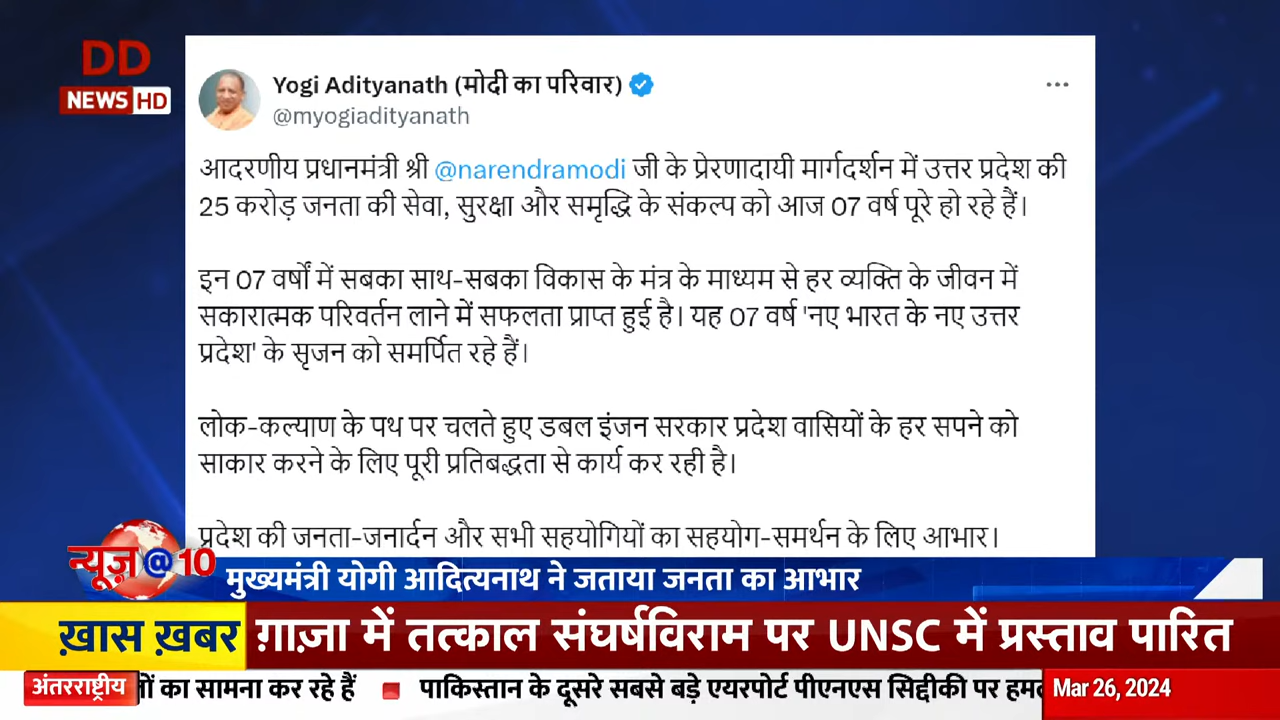 DD
NEWS HD
Yogi Adityanath (मोदी का परिवार)
@myogiadityanath
आदरणीय प्रधानमंत्री श्री @narendramodi जी के प्रेरणादायी मार्गदर्शन में उत्तर प्रदेश की
25 करोड़ जनता की सेवा, सुरक्षा और समृद्धि के संकल्प को आज 07 वर्ष पूरे हो रहे हैं।
इन 07 वर्षों में सबका साथ-सबका विकास के मंत्र के माध्यम से हर व्यक्ति के जीवन में
सकारात्मक परिवर्तन लाने में सफलता प्राप्त हुई है। यह 07 वर्ष 'नए भारत के नए उत्तर
प्रदेश' के सृजन को समर्पित रहे हैं।
लोक-कल्याण के पथ पर चलते हुए डबल इंजन सरकार प्रदेश वासियों के हर सपने को
साकार करने के लिए पूरी प्रतिबद्धता से कार्य कर रही है।
प्रदेश की जनता-जनार्दन और सभी सहयोगियों का सहयोग-समर्थन के लिए आभार।
न्यूज़@10
मुख्यमंत्री योगी आदित्यनाथ ने जताया जनता का आभार
ख़ास ख़बर
ग़ाज़ा में तत्काल संघर्षविराम पर UNSC में प्रस्ताव पारित
अंतरराष्ट्रीय
का सामना कर रहे हैं
पाकिस्तान के दूसरे सबसे बड़े एयरपोर्ट पीएनएस सिद्दीकी पर
Mar 26, 2024